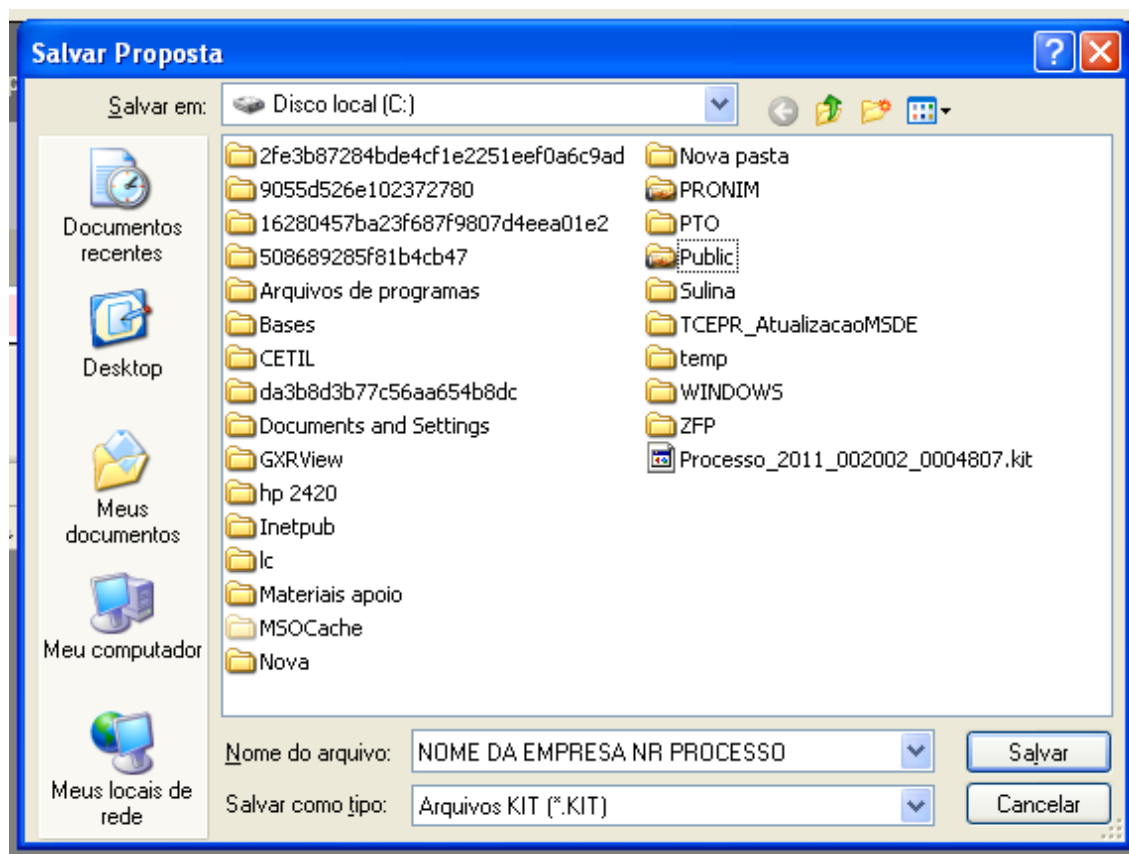 Salvar Proposta
Salvar em:
Disco local (C:)
Documentos
recentes
Desktop
Meus
documentos
Meu computador
Meus locais de
rede
2fe3b87284bde4cf1e2251eef0a6c9ad
9055d526e102372780
16280457ba23f687f9807d4eea01e2
508689285f81b4cb47
Arquivos de programas
Bases
CETIL
da3b8d3b77c56aa654b8dc
Documents and Settings
GXRView
hp 2420
Inetpub
lc
Materiais apoio
MSOCache
Nova
Nova pasta
PRONIM
PTO
Public
Sulina
TCEPR_AtualizacaoMSDE
temp
WINDOWS
ZFP
Processo_2011_002002_0004807.kit
Nome do arquivo:
NOME DA EMPRESA NR PROCESSO
Salvar
Salvar como tipo:
Arquivos KIT (*.KIT)
Cancelar